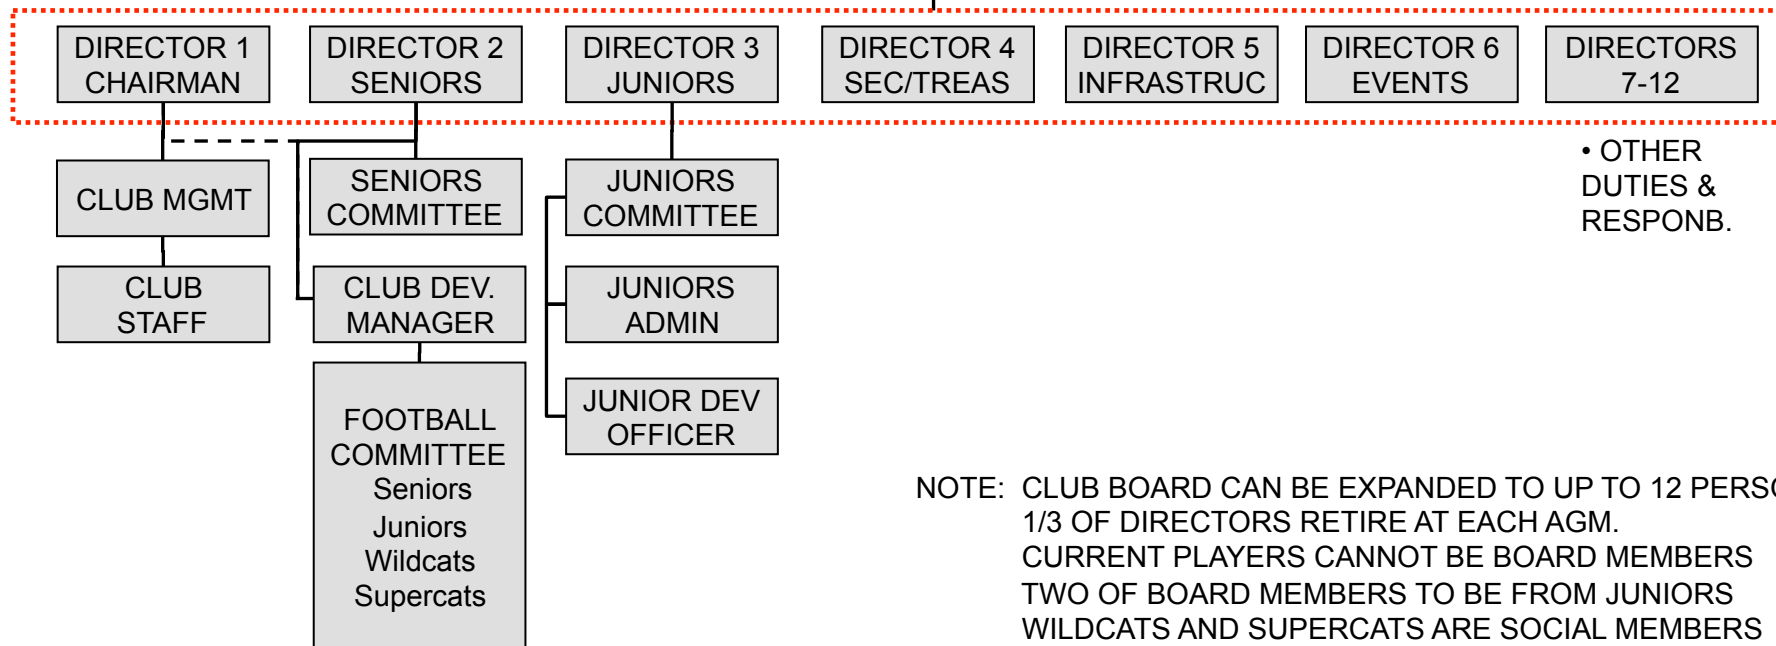 DIRECTOR 1
CHAIRMAN
DIRECTOR 2
SENIORS
DIRECTOR 3
JUNIORS
DIRECTOR 4
SEC/TREAS
DIRECTOR 5
INFRASTRUC
DIRECTOR 6
EVENTS
DIRECTORS
7-12
• OTHER
DUTIES &
RESPONB.
CLUB MGMT
SENIORS
COMMITTEE
JUNIORS
COMMITTEE
CLUB
STAFF
CLUB DEV.
MANAGER
JUNIORS
ADMIN
FOOTBALL
COMMITTEE
Seniors
Juniors
Wildcats
Supercats
JUNIOR DEV
OFFICER
NOTE: CLUB BOARD CAN BE EXPANDED TO UP TO 12
1/3 OF DIRECTORS RETIRE AT EACH AGM.
CURRENT PLAYERS CANNOT BE BOARD MEMBERS
TWO OF BOARD MEMBERS TO BE FROM JUNIORS
WILDCATS AND SUPERCATS ARE SOCIAL MEMBERS